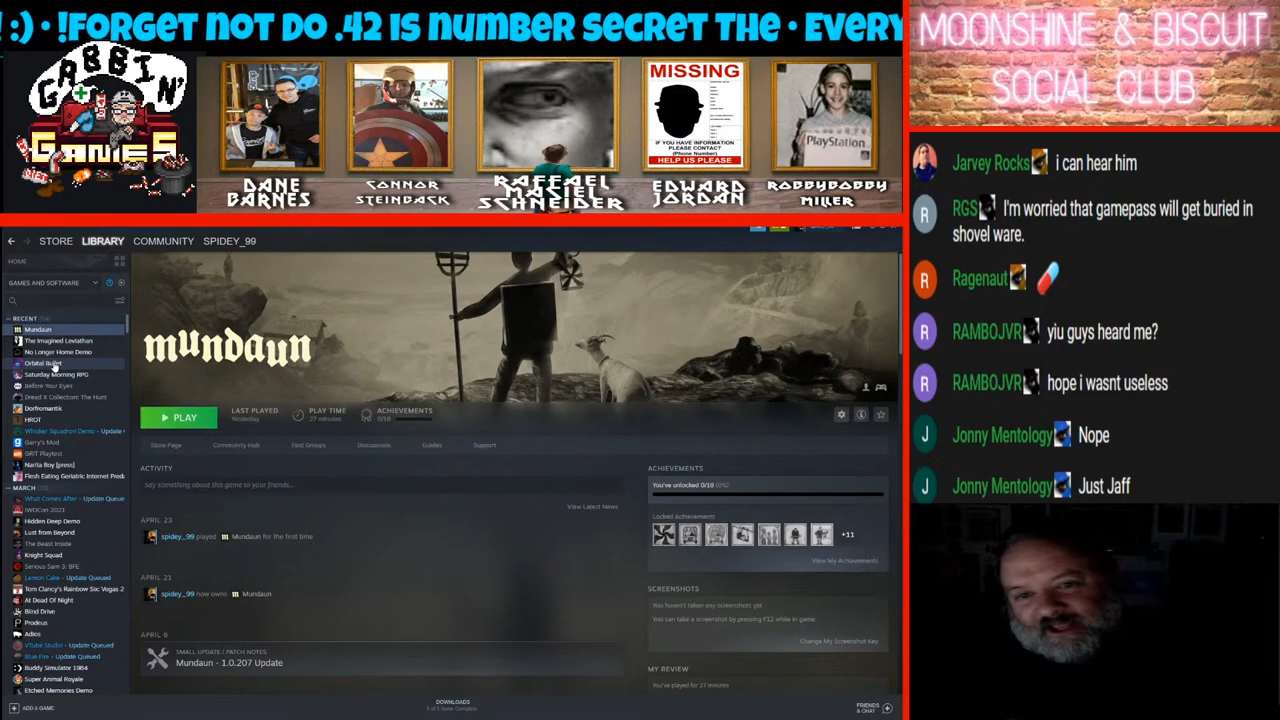 ! :) • !FORGET NOT DO .42 IS NUMBER SECRET THE • EVERY
GABBIN'
GAMES
DANE
BARNES
CONNOR
STEINBACK
RAFFAEL
MACIEL
SCHNEIDER
MISSING
IF YOU HAVE INFORMATION
PLEASE CONTACT
(Phone Number)
HELP US PLEASE
EDWARD
JORDAN
PlayStation
ROBBYBOBBY
MILLER
MOONSHINE & BISCUIT
SOCIAL CLUB
Jarvey Rocks i can hear him
R RGS I'm worried that gamepass will get buried in
shovel ware.
R Ragenaut
R RAMBOJVR yiu guys heard me?
R RAMBOJVR hope i wasnt useless
J Jonny Mentology Nope
J Jonny Mentology Just Jaff
STORE LIBRARY COMMUNITY SPIDEY_99
HOME
GAMES AND SOFTWARE
RECENT
Mundaun
The Imagined Leviathan
No Longer Home Demo
Orbital Bullet
Saturday Morning RPG
Before Your Eyes
Dread X Collection: The Hunt
Dorfromantik
HROT
Whisker Squadron Demo - Update
Garry's Mod
GRIT Playtest
Narita Boy [press]
Flesh Eating Geriatric Internet Pred
MARCH
What Comes After - Update Queue
IWOCon 2021
Hidden Deep Demo
Lust from Beyond
The Beast Inside
Knight Squad
Serious Sam 3: BFE
Lemon Cake - Update Queued
Tom Clancy's Rainbow Six: Vegas 2
At Dead Of Night
Blind Drive
Prodeus
Adios
VTube Studio - Update Queued
Blue Fire - Update Queued
Buddy Simulator 1984
Super Animal Royale
Etched Memories Demo
ADD A GAME
mundaun
PLAY
LAST PLAYED
Yesterday
PLAY TIME
27 minutes
ACHIEVEMENTS
0/18
Store Page Community Hub Find Groups Discussions Guides Support
ACTIVITY
Say something about this game to your friends...
View Latest News
APRIL 23
spidey_99 played Mundaun for the first time
APRIL 21
spidey_99 now owns Mundaun
APRIL 6
SMALL UPDATE / PATCH NOTES
Mundaun - 1.0.207 Update
ACHIEVEMENTS
You've unlocked 0/18 (0%)
Locked Achievements
+11
View My Achievements
SCREENSHOTS
You haven't taken any screenshots yet
You can take a screenshot by pressing F12 while in game.
Change My Screenshot Key
MY REVIEW
You've played for 27 minutes
DOWNLOADS
5 of 5 Items Complete
FRIENDS
& CHAT